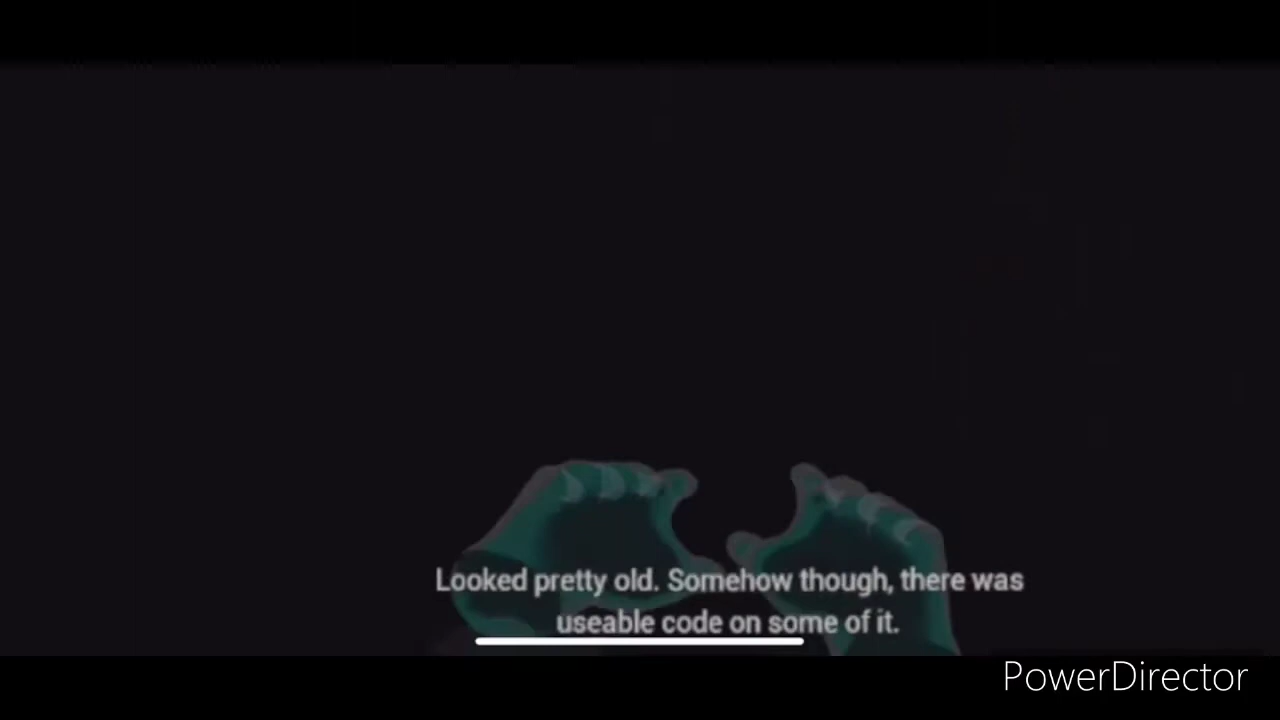 Looked pretty old. Somehow though, there was
useable code on some of it.
PowerDirector